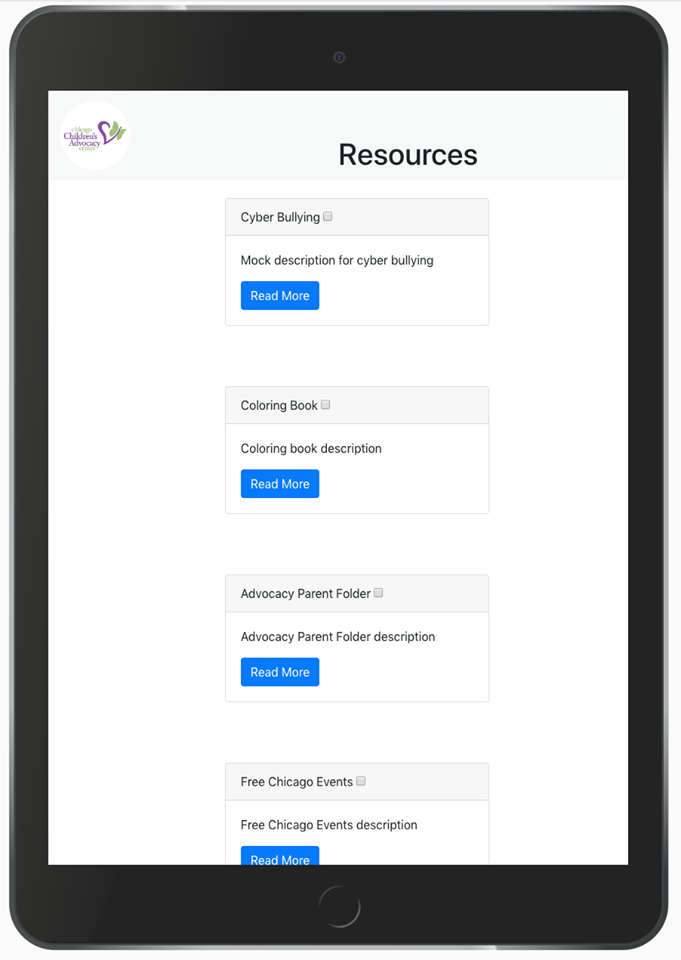 chicago
Children's
Advocacy
center
Resources
Cyber Bullying
Mock description for cyber bullying
Read More
Coloring Book
Coloring book description
Read More
Advocacy Parent Folder
Advocacy Parent Folder description
Read More
Free Chicago Events
Free Chicago Events description
Read More